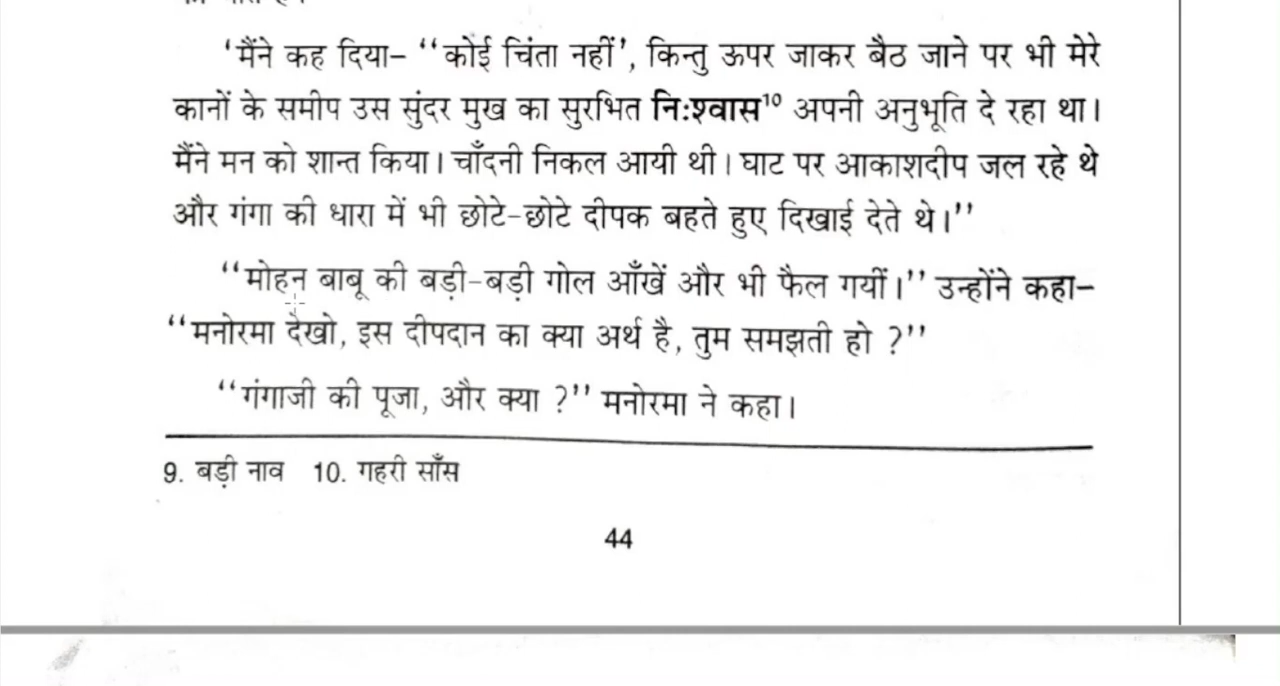 'मैंने कह दिया– “कोई चिंता नहीं', किन्तु ऊपर जाकर बैठ जाने पर भी मेरे
कानों के समीप उस सुंदर मुख का सुरभित निःश्वास¹⁰ अपनी अनुभूति दे रहा था।
मैंने मन को शान्त किया। चाँदनी निकल आयी थी। घाट पर आकाशदीप जल रहे थे
और गंगा की धारा में भी छोटे-छोटे दीपक बहते हुए दिखाई देते थे।”
“मोहन बाबू की बड़ी-बड़ी गोल आँखें और भी फैल गयीं।” उन्होंने कहा–
“मनोरमा देखो, इस दीपदान का क्या अर्थ है, तुम समझती हो ?”
“गंगाजी की पूजा, और क्या ?” मनोरमा ने कहा।
9. बड़ी नाव 10. गहरी साँस
44